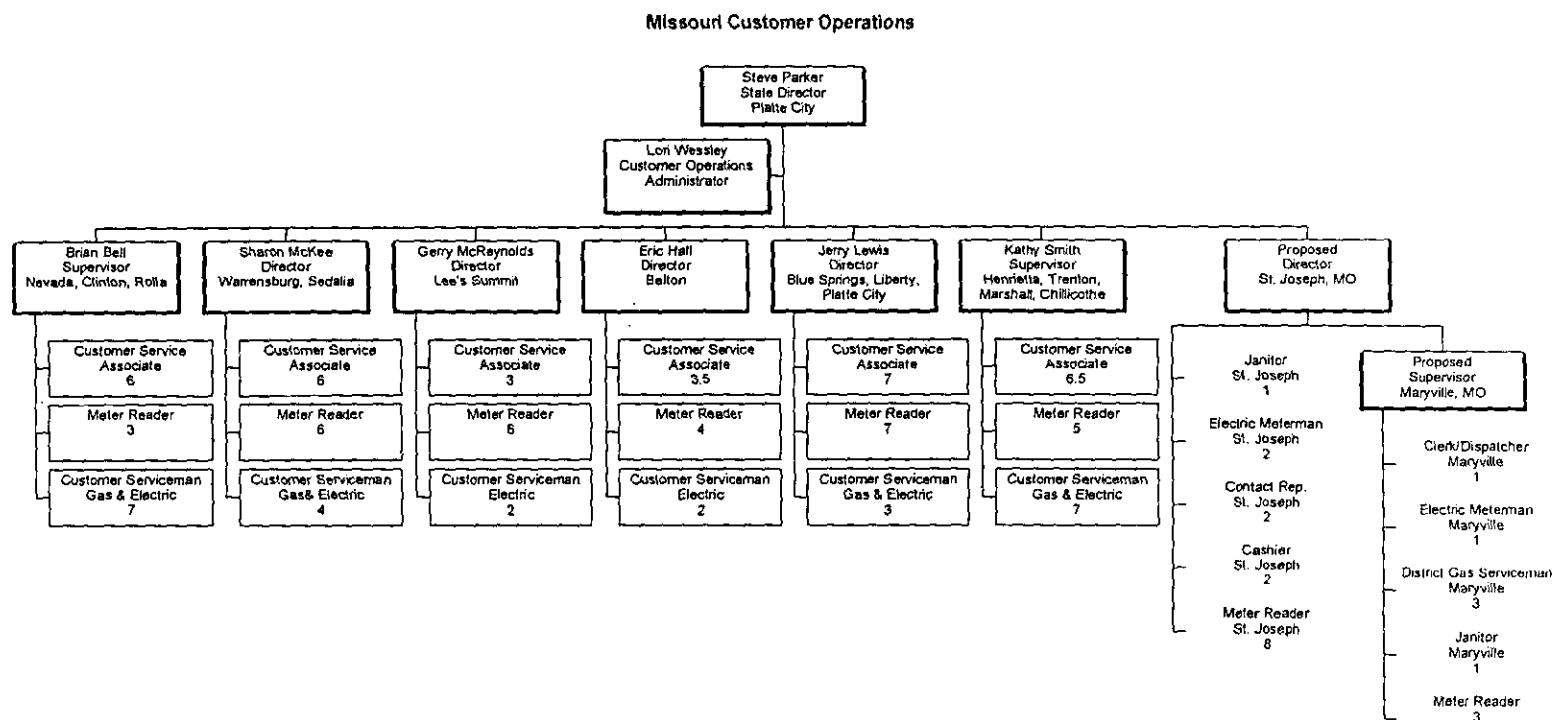 Missouri Customer Operations
Steve Parker
State Director
Platte City
Lori Wessley
Customer Operations
Administrator
Brian Bell
Supervisor
Nevada, Clinton, Rolla
Sharon McKee
Director
Warrensburg, Sedalia
Gerry McReynolds
Director
Lee's Summit
Eric Hall
Director
Belton
Jerry Lewis
Director
Blue Springs, Liberty,
Platte City
Kathy Smith
Supervisor
Henrietta, Trenton,
Marshall, Chillicothe
Proposed
Director
St. Joseph, MO
Customer Service
Associate
6
Meter Reader
3
Customer Serviceman
Gas & Electric
7
Customer Service
Associate
6
Meter Reader
6
Customer Serviceman
Gas& Electric
4
Customer Service
Associate
3
Meter Reader
6
Customer Serviceman
Electric
2
Customer Service
Associate
3.5
Meter Reader
4
Customer Serviceman
Electric
2
Customer Service
Associate
7
Meter Reader
7
Customer Serviceman
Gas & Electric
3
Customer Service
Associate
6.5
Meter Reader
5
Customer Serviceman
Gas & Electric
7
Janitor
St. Joseph
1
Electric Meterman
St. Joseph
2
Contact Rep.
St. Joseph
2
Cashier
St. Joseph
2
Meter Reader
St. Joseph
8
Proposed
Supervisor
Maryville, MO
Clerk/Dispatcher
Maryville
1
Electric Meterman
Maryville
1
District Gas Serviceman
Maryville
3
Janitor
Maryville
1
Meter Reader
3